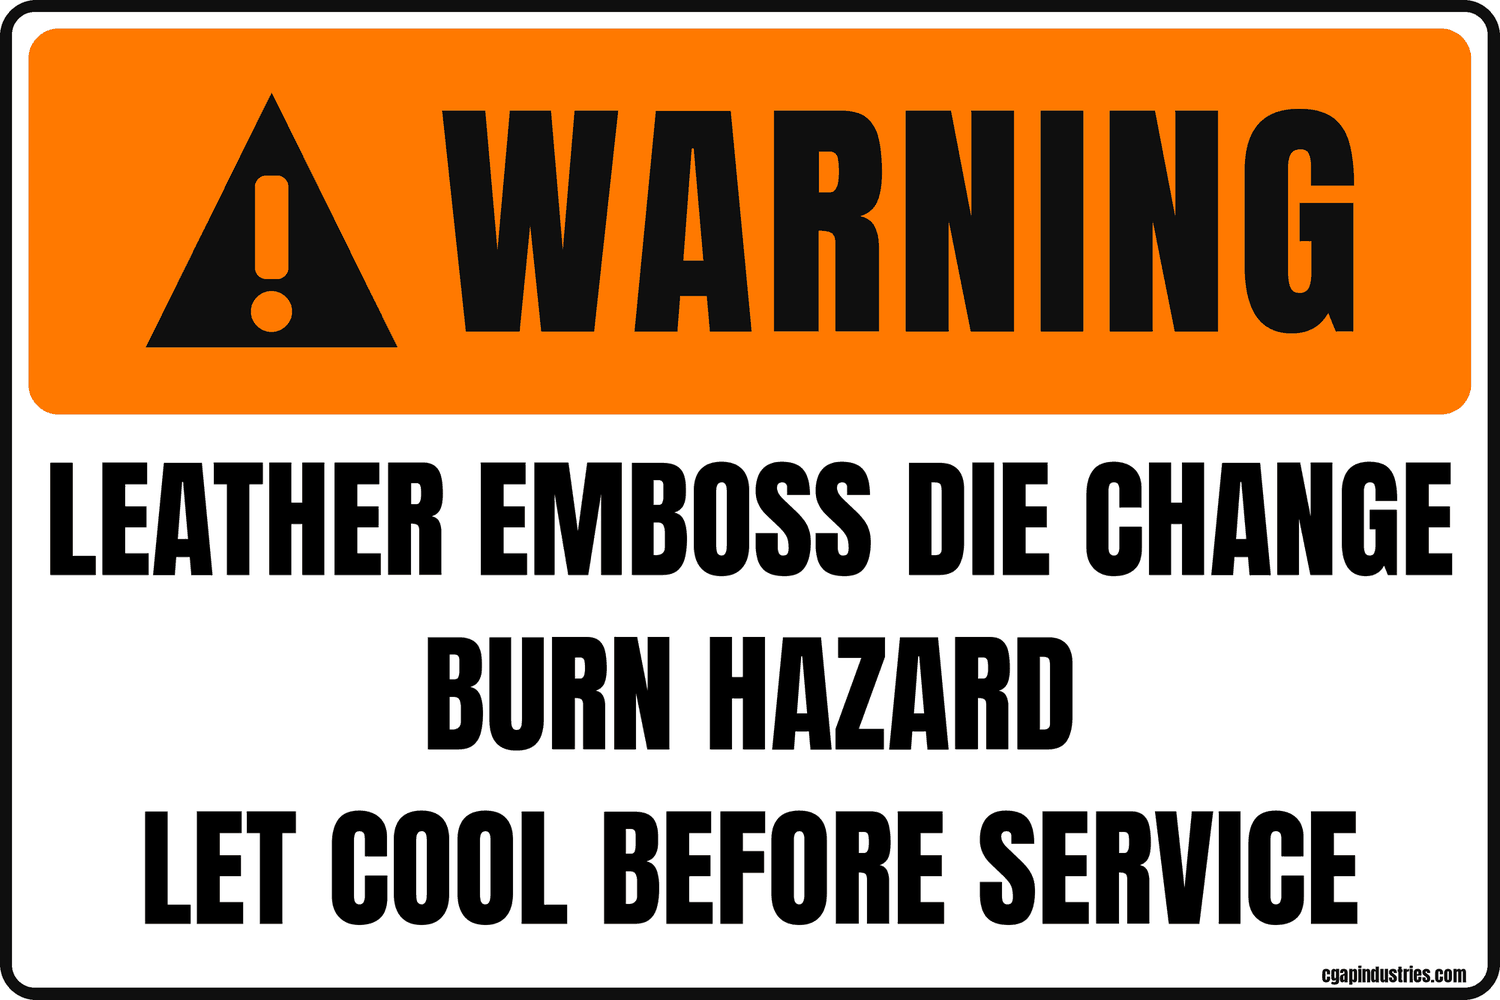 WARNING
LEATHER EMBOSS DIE CHANGE
BURN HAZARD
LET COOL BEFORE SERVICE
cgapindustries.com